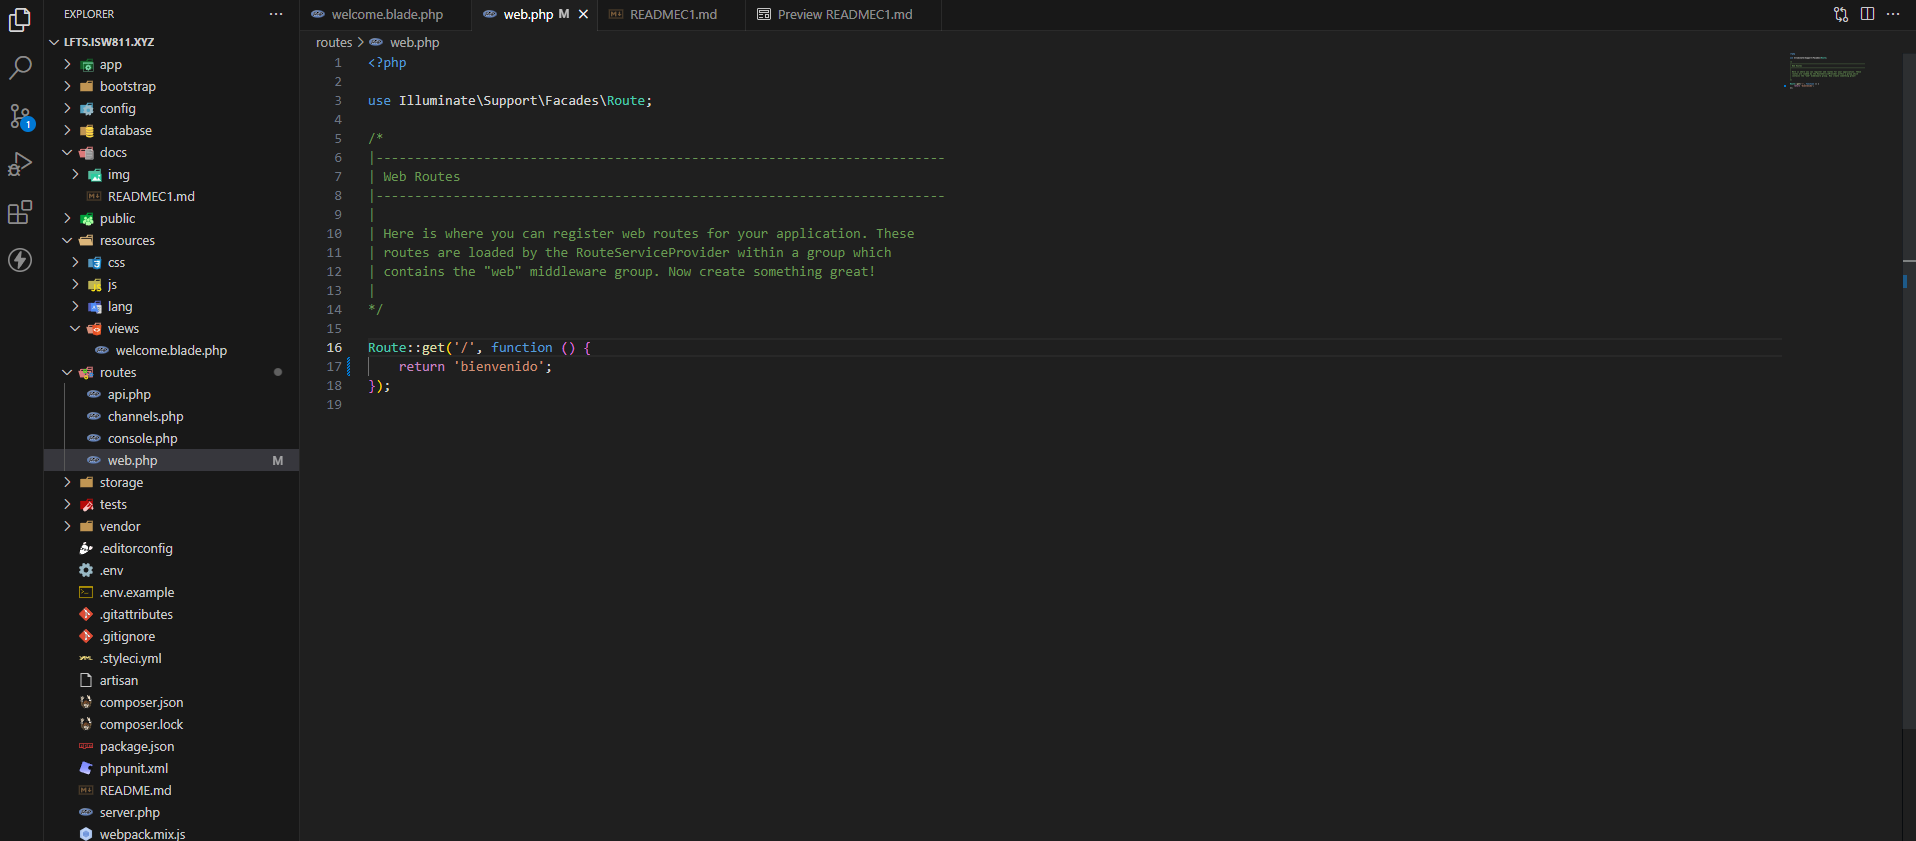 EXPLORER
LFTS.ISW811.XYZ
app
bootstrap
config
database
docs
img
READMEC1.md
public
resources
css
js
lang
views
welcome.blade.php
routes
api.php
channels.php
console.php
web.php M
storage
tests
vendor
.editorconfig
.env
.env.example
.gitattributes
.gitignore
.styleci.yml
artisan
composer.json
composer.lock
package.json
phpunit.xml
README.md
server.php
webpack.mix.js
1
welcome.blade.php web.php M READMEC1.md Preview READMEC1.md
routes > web.php
1 <?php
2
3 use Illuminate\Support\Facades\Route;
4
5 /*
6 |--------------------------------------------------------------------------
7 | Web Routes
8 |--------------------------------------------------------------------------
9 |
10 | Here is where you can register web routes for your application. These
11 | routes are loaded by the RouteServiceProvider within a group which
12 | contains the "web" middleware group. Now create something great!
13 |
14 */
15
16 Route::get('/', function () {
17 return 'bienvenido';
18 });
19